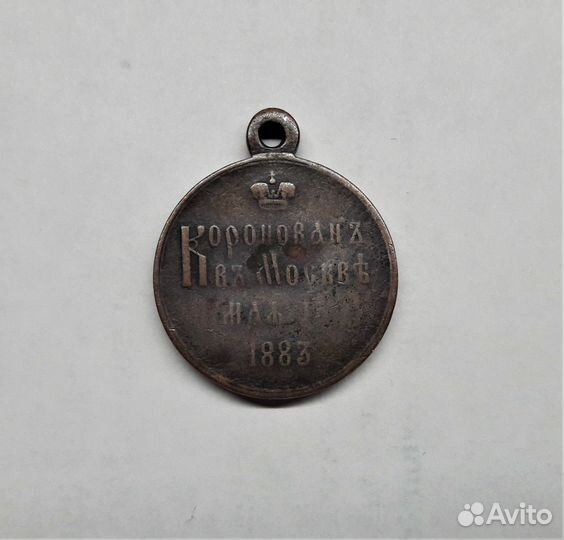 Коронованъ
въ Москвѣ
1883
Avito